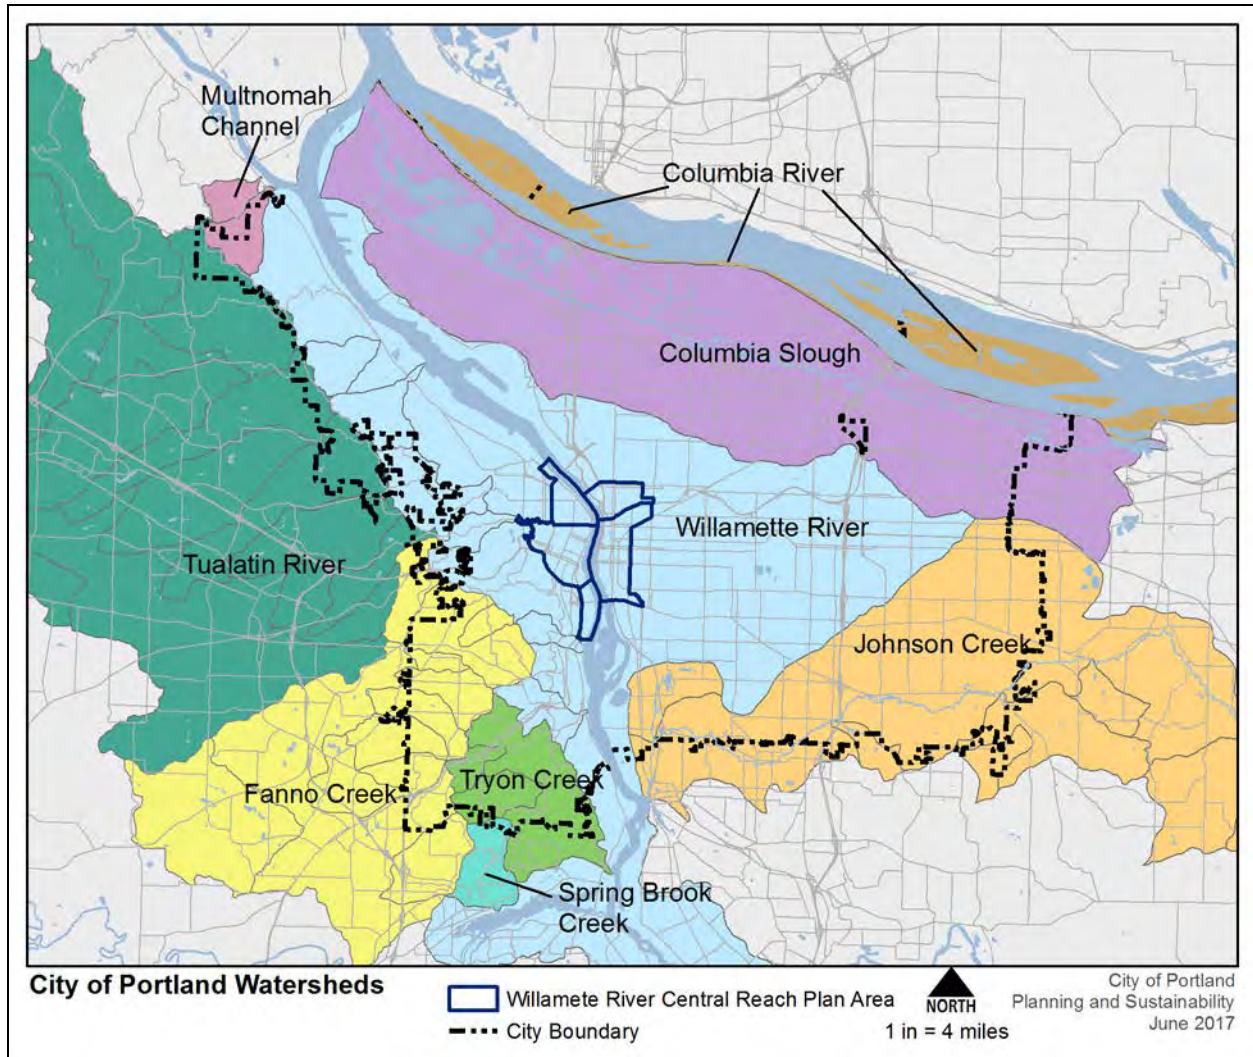 Multnomah
Channel
Columbia River
Columbia Slough
Willamette River
Tualatin River
Johnson Creek
Tryon Creek
Fanno Creek
Spring Brook
Creek
City of Portland Watersheds
Willamete River Central Reach Plan Area
City Boundary
NORTH
1 in = 4 miles
City of Portland
Planning and Sustainability
June 2017